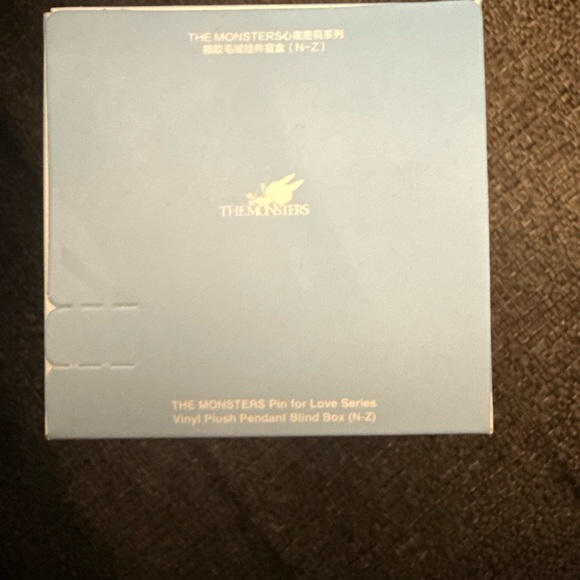 THE MONSTERS心底密码系列
搪胶毛绒挂件盲盒（N-Z）
THE MONSTERS
THE MONSTERS Pin for Love Series
Vinyl Plush Pendant Blind Box (N-Z)